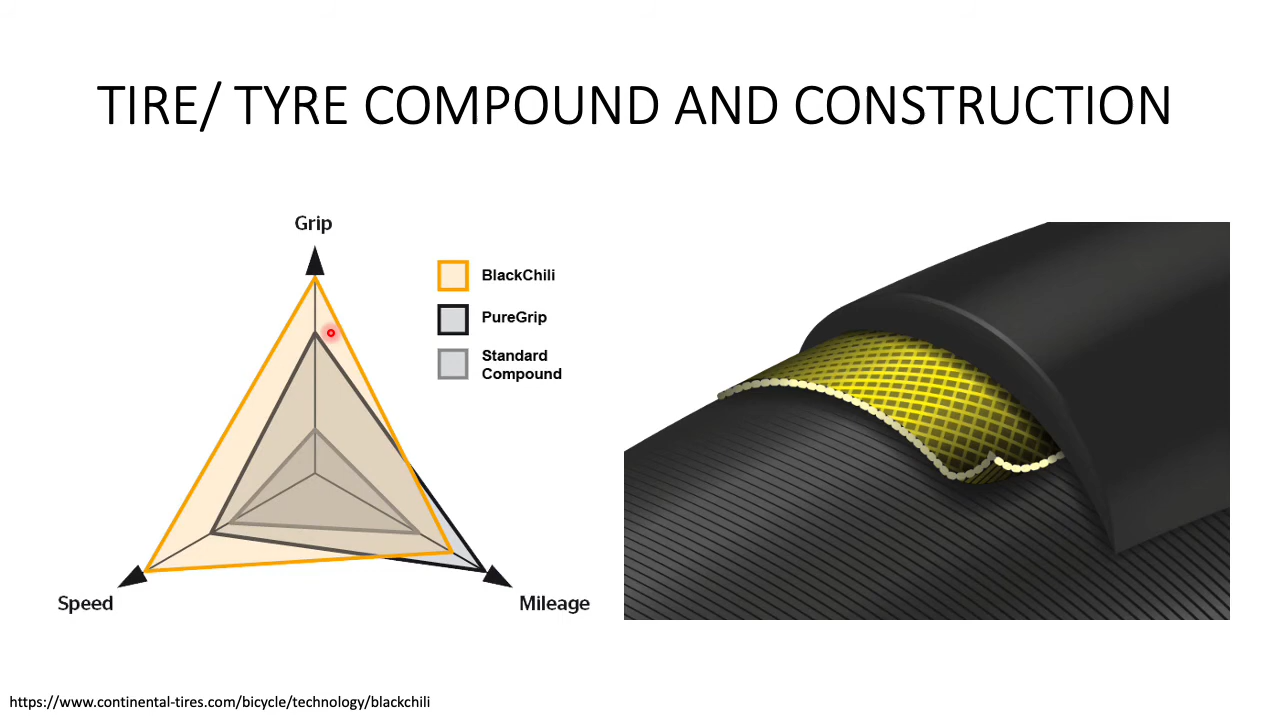 TIRE/ TYRE COMPOUND AND CONSTRUCTION
Grip
BlackChili
PureGrip
Standard
Compound
Speed
Mileage
https://www.continental-tires.com/bicycle/technology/blackchili